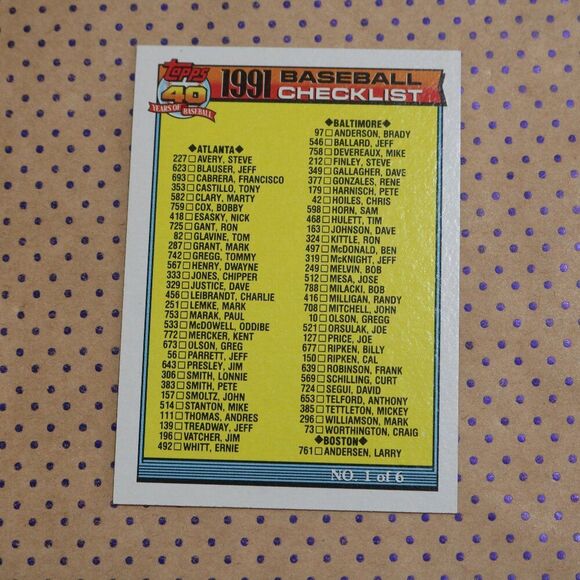 Topps
40
YEARS OF BASEBALL
1991 BASEBALL
CHECKLIST
◆ATLANTA◆
227 □ AVERY, STEVE
623 □ BLAUSER, JEFF
693 □ CABRERA, FRANCISCO
353 □ CASTILLO, TONY
582 □ CLARY, MARTY
759 □ COX, BOBBY
418 □ ESASKY, NICK
725 □ GANT, RON
82 □ GLAVINE, TOM
287 □ GRANT, MARK
742 □ GREGG, TOMMY
567 □ HENRY, DWAYNE
333 □ JONES, CHIPPER
329 □ JUSTICE, DAVE
456 □ LEIBRANDT, CHARLIE
251 □ LEMKE, MARK
753 □ MARAK, PAUL
533 □ McDOWELL, ODDIBE
772 □ MERCKER, KENT
673 □ OLSON, GREG
56 □ PARRETT, JEFF
643 □ PRESLEY, JIM
306 □ SMITH, LONNIE
383 □ SMITH, PETE
157 □ SMOLTZ, JOHN
514 □ STANTON, MIKE
111 □ THOMAS, ANDRES
139 □ TREADWAY, JEFF
196 □ VATCHER, JIM
492 □ WHITT, ERNIE
◆BALTIMORE◆
97 □ ANDERSON, BRADY
546 □ BALLARD, JEFF
758 □ DEVEREAUX, MIKE
212 □ FINLEY, STEVE
349 □ GALLAGHER, DAVE
377 □ GONZALES, RENE
179 □ HARNISCH, PETE
42 □ HOILES, CHRIS
598 □ HORN, SAM
468 □ HULETT, TIM
163 □ JOHNSON, DAVE
324 □ KITTLE, RON
497 □ McDONALD, BEN
319 □ McKNIGHT, JEFF
249 □ MELVIN, BOB
512 □ MESA, JOSE
788 □ MILACKI, BOB
416 □ MILLIGAN, RANDY
708 □ MITCHELL, JOHN
10 □ OLSON, GREGG
521 □ ORSULAK, JOE
127 □ PRICE, JOE
677 □ RIPKEN, BILLY
150 □ RIPKEN, CAL
639 □ ROBINSON, FRANK
569 □ SCHILLING, CURT
724 □ SEGUI, DAVID
653 □ TELFORD, ANTHONY
385 □ TETTLETON, MICKEY
296 □ WILLIAMSON, MARK
73 □ WORTHINGTON, CRAIG
◆BOSTON◆
761 □ ANDERSEN, LARRY
NO. 1 of 6